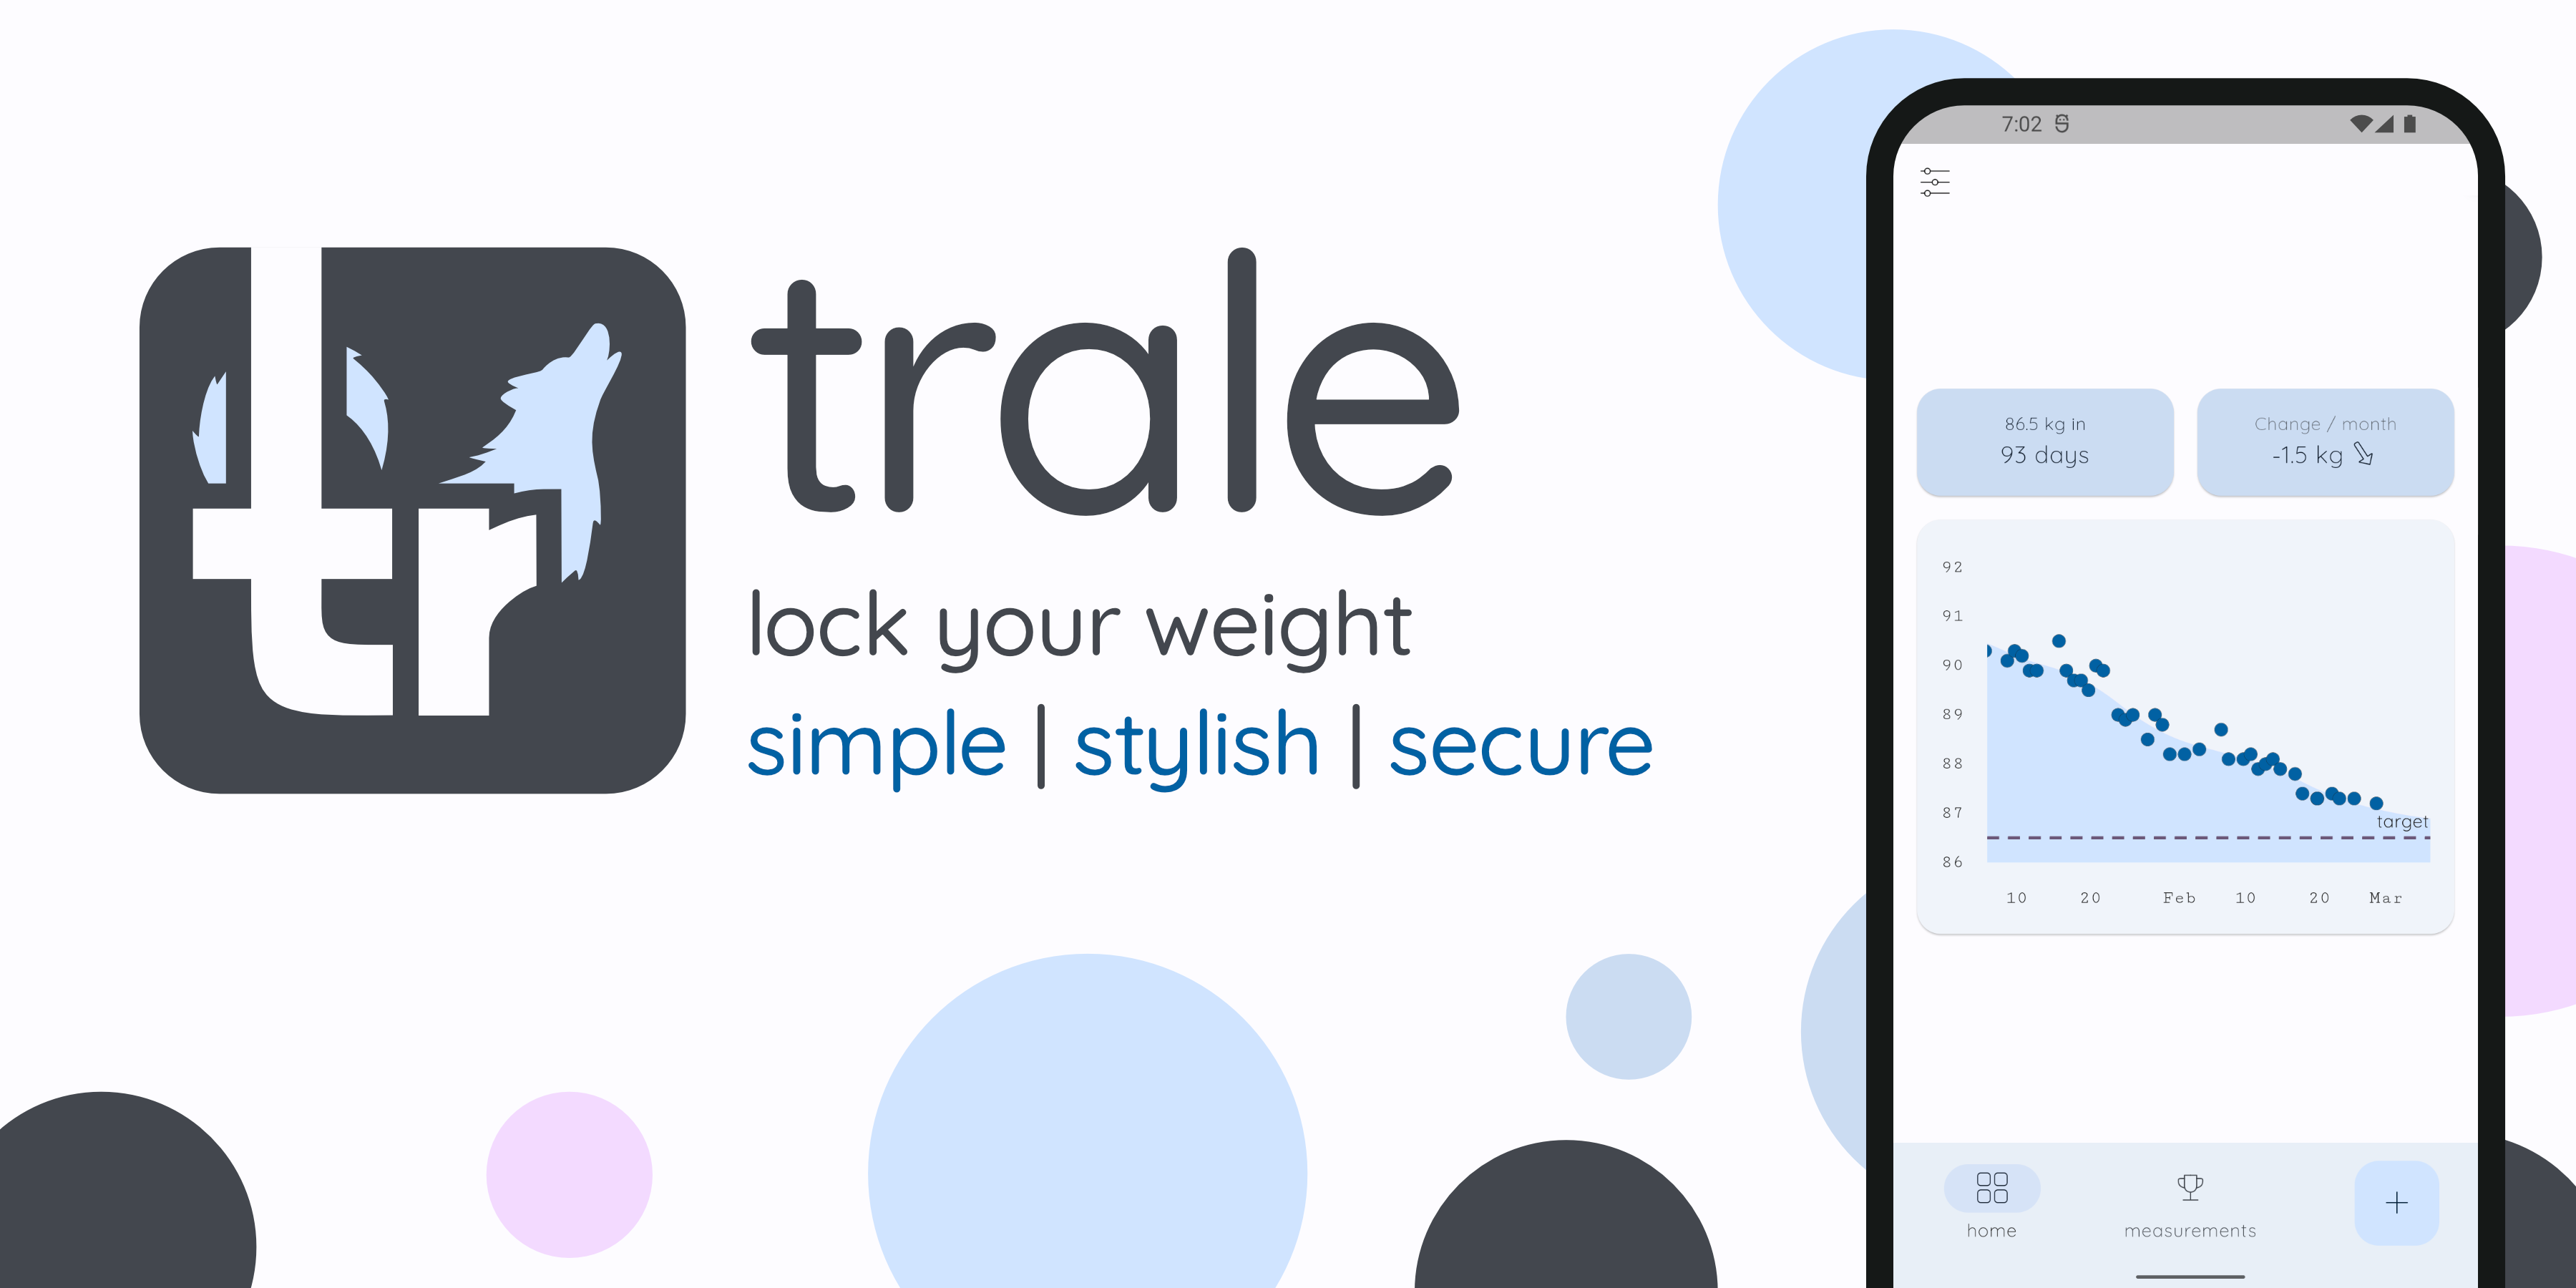 tr
trale
lock your weight
simple | stylish | secure
7:02
86.5 kg in
93 days
Change / month
-1.5 kg
92
91
90
89
88
87
86
target
10 20 Feb 10 20 Mar
home
measurements